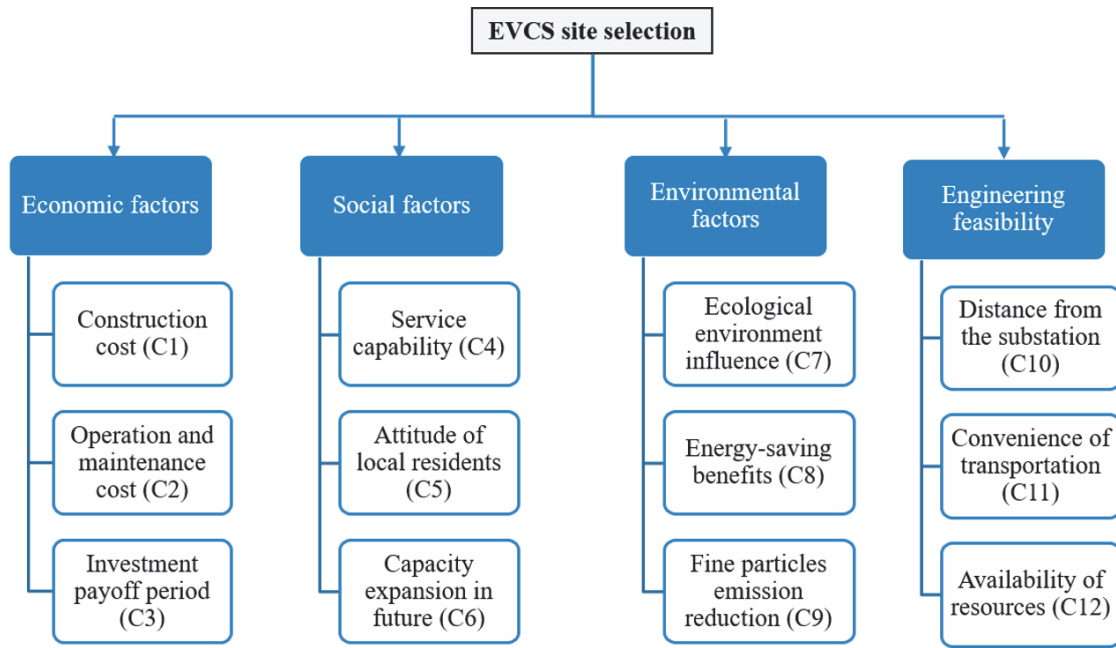 EVCS site selection
Economic factors
Construction
cost (C1)
Operation and
maintenance
cost (C2)
Investment
payoff period
(C3)
Social factors
Service
capability (C4)
Attitude of
local residents
(C5)
Capacity
expansion in
future (C6)
Environmental
factors
Ecological
environment
influence (C7)
Energy-saving
benefits (C8)
Fine particles
emission
reduction (C9)
Engineering
feasibility
Distance from
the substation
(C10)
Convenience of
transportation
(C11)
Availability of
resources (C12)